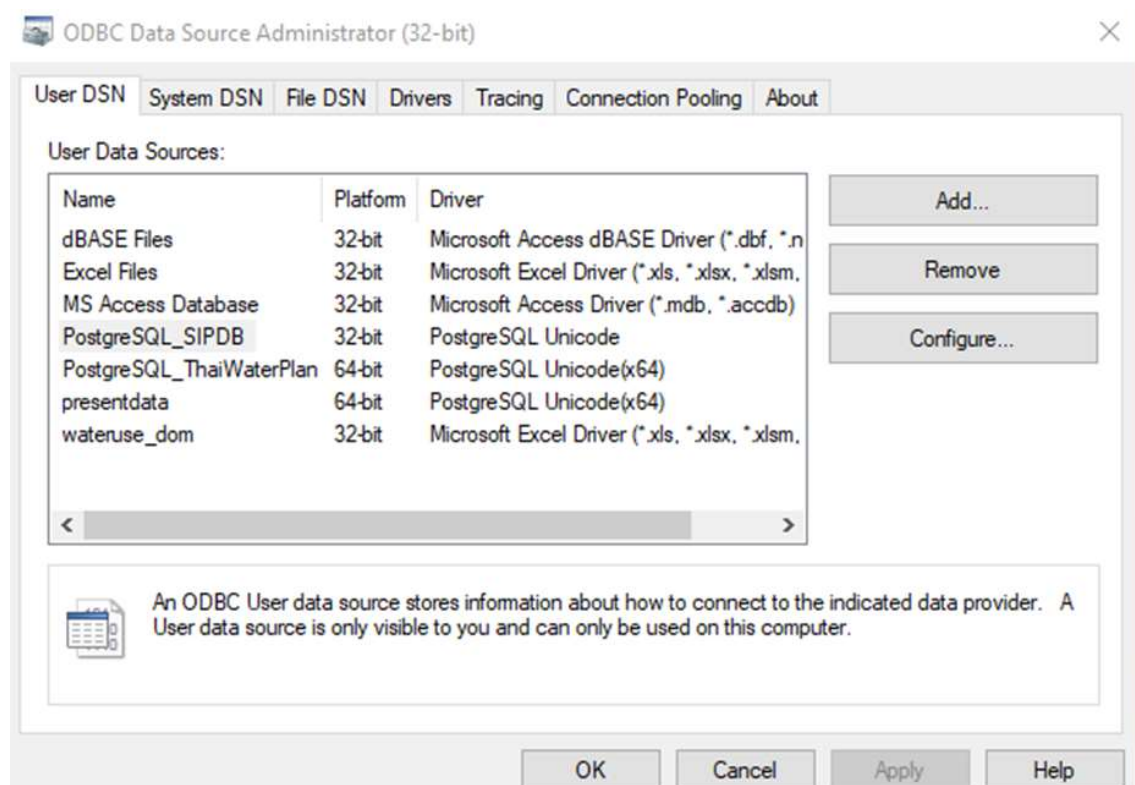 ODBC Data Source Administrator (32-bit)
User DSN System DSN File DSN Drivers Tracing Connection Pooling About
User Data Sources:
Name Platform Driver
dBASE Files 32-bit Microsoft Access dBASE Driver (*.dbf, *.n
Excel Files 32-bit Microsoft Excel Driver (*.xls, *.xlsx, *.xlsm,
MS Access Database 32-bit Microsoft Access Driver (*.mdb, *.accdb)
PostgreSQL_SIPDB 32-bit PostgreSQL Unicode
PostgreSQL_ThaiWaterPlan 64-bit PostgreSQL Unicode(x64)
presentdata 64-bit PostgreSQL Unicode(x64)
wateruse_dom 32-bit Microsoft Excel Driver (*.xls, *.xlsx, *.xlsm,
Add...
Remove
Configure...
An ODBC User data source stores information about how to connect to the indicated data provider. A
User data source is only visible to you and can only be used on this computer.
OK Cancel Apply Help